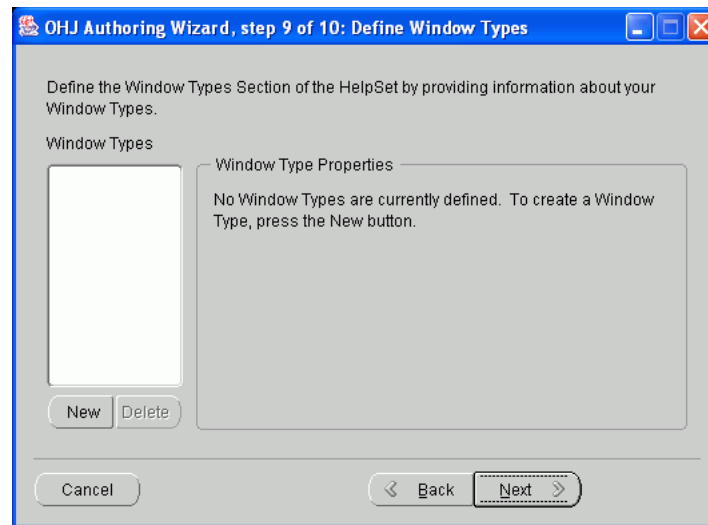 OHJ Authoring Wizard, step 9 of 10: Define Window Types
Define the Window Types Section of the HelpSet by providing information about your
Window Types.
Window Types
Window Type Properties
No Window Types are currently defined. To create a Window
Type, press the New button.
New Delete
Cancel Back Next